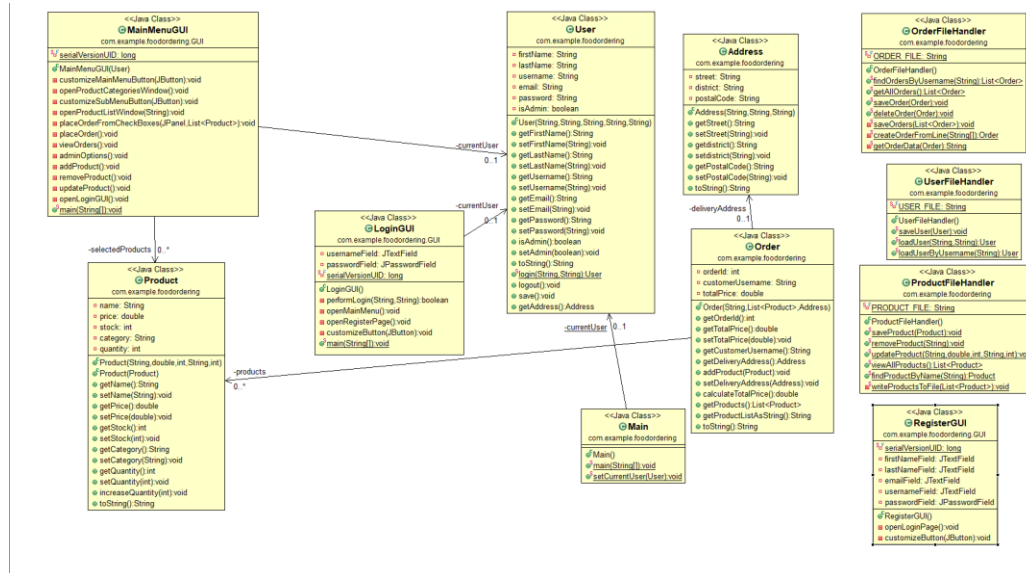 <<Java Class>>
MainMenuGUI
com.example.foodordering.GUI
serialVersionUID: long
MainMenuGUI(User)
customizeMainMenuButton(JButton):void
openProductCategoriesWindow():void
customizeSubMenuButton(JButton):void
openProductListWindow(String):void
placeOrderFromCheckBoxes(JPanel,List<Product>):void
placeOrder():void
viewOrders():void
adminOptions():void
addProduct():void
removeProduct():void
updateProduct():void
openLoginGUI():void
main(String[]):void
-selectedProducts
0..*
<<Java Class>>
Product
com.example.foodordering
name: String
price: double
stock: int
category: String
quantity: int
Product(String,double,int,String,int)
Product(Product)
getName():String
setName(String):void
getPrice():double
setPrice(double):void
getStock():int
setStock(int):void
getCategory():String
setCategory(String):void
getQuantity():int
setQuantity(int):void
increaseQuantity(int):void
toString():String
<<Java Class>>
LoginGUI
com.example.foodordering.GUI
usernameField: JTextField
passwordField: JPasswordField
serialVersionUID: long
LoginGUI()
performLogin(String,String):boolean
openMainMenu():void
openRegisterPage():void
customizeButton(JButton):void
main(String[]):void
-currentUser
0..1
-currentUser
0..1
<<Java Class>>
User
com.example.foodordering
firstName: String
lastName: String
username: String
email: String
password: String
isAdmin: boolean
User(String,String,String,String,String)
getFirstName():String
setFirstName(String):void
getLastName():String
setLastName(String):void
getUsername():String
setUsername(String):void
getEmail():String
setEmail(String):void
getPassword():String
setPassword(String):void
isAdmin():boolean
setAdmin(boolean):void
toString():String
login(String,String):User
logout():void
save():void
getAddress():Address
-currentUser
0..1
-products
0..*
<<Java Class>>
Main
com.example.foodordering
Main()
main(String[]):void
setCurrentUser(User):void
<<Java Class>>
Address
com.example.foodordering
street: String
district: String
postalCode: String
Address(String,String,String)
getStreet():String
setStreet(String):void
getdistrict():String
setdistrict(String):void
getPostalCode():String
setPostalCode(String):void
toString():String
-deliveryAddress
0..1
<<Java Class>>
Order
com.example.foodordering
orderId: int
customerUsername: String
totalPrice: double
Order(String,List<Product>,Address)
getOrderId():int
getTotalPrice():double
setTotalPrice(double):void
getCustomerUsername():String
getDeliveryAddress():Address
addProduct(Product):void
setDeliveryAddress(Address):void
calculateTotalPrice():double
getProducts():List<Product>
getProductListAsString():String
toString():String
<<Java Class>>
OrderFileHandler
com.example.foodordering
ORDER_FILE: String
OrderFileHandler()
findOrdersByUsername(String):List<Order>
getAllOrders():List<Order>
saveOrder(Order):void
deleteOrder(Order):void
saveOrders(List<Order>):void
createOrderFromLine(String[]):Order
getOrderData(Order):String
<<Java Class>>
UserFileHandler
com.example.foodordering
USER_FILE: String
UserFileHandler()
saveUser(User):void
loadUser(String,String):User
loadUserByUsername(String):User
<<Java Class>>
ProductFileHandler
com.example.foodordering
PRODUCT_FILE: String
ProductFileHandler()
saveProduct(Product):void
removeProduct(String):void
updateProduct(String,double,int,String,int):void
viewAllProducts():List<Product>
findProductByName(String):Product
writeProductsToFile(List<Product>):void
<<Java Class>>
RegisterGUI
com.example.foodordering.GUI
serialVersionUID: long
firstNameField: JTextField
lastNameField: JTextField
emailField: JTextField
usernameField: JTextField
passwordField: JPasswordField
RegisterGUI()
openLoginPage():void
customizeButton(JButton):void